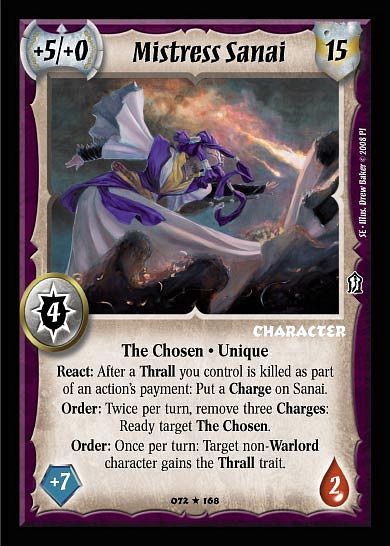 +5/+0
Mistress Sanai
15
SE • Illus. Drew Baker © 2008 PI
4
CHARACTER
The Chosen • Unique
React: After a Thrall you control is killed as part
of an action's payment: Put a Charge on Sanai.
Order: Twice per turn, remove three Charges:
Ready target The Chosen.
Order: Once per turn: Target non-Warlord
character gains the Thrall trait.
+7
072 ★ 168
2